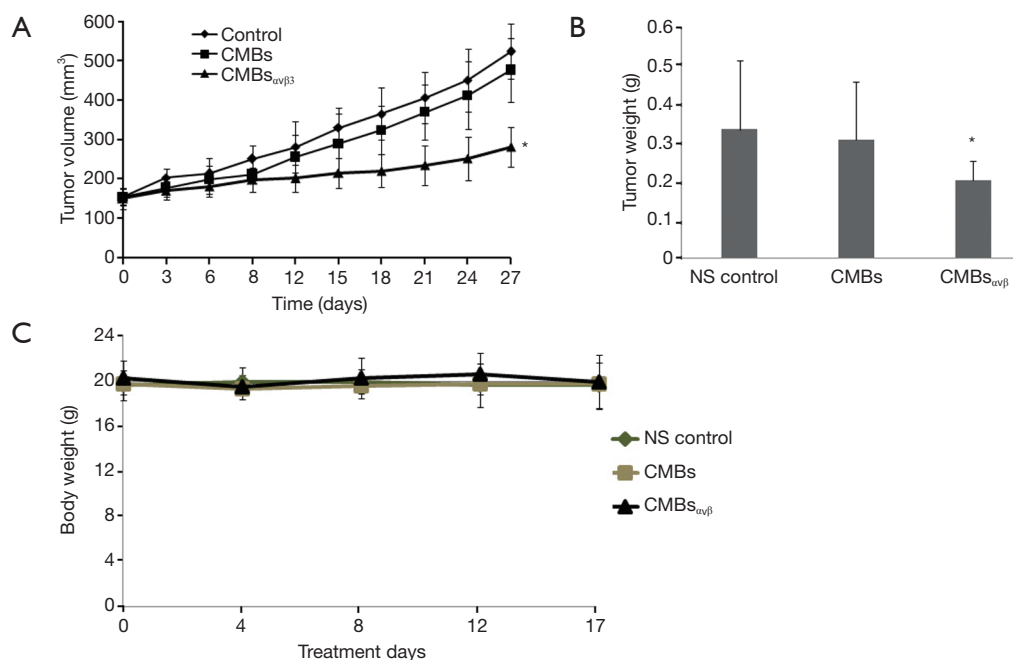 A
Tumor volume (mm³)
600
500
400
300
200
100
0
Control
CMBs
CMBsαvβ3
*
0 3 6 8 12 15 18 21 24 27
Time (days)
B
Tumor weight (g)
0.6
0.5
0.4
0.3
0.2
0.1
0
*
NS control CMBs CMBsαvβ
C
Body weight (g)
24
20
16
12
8
4
0
0 4 8 12 17
Treatment days
NS control
CMBs
CMBsαvβ